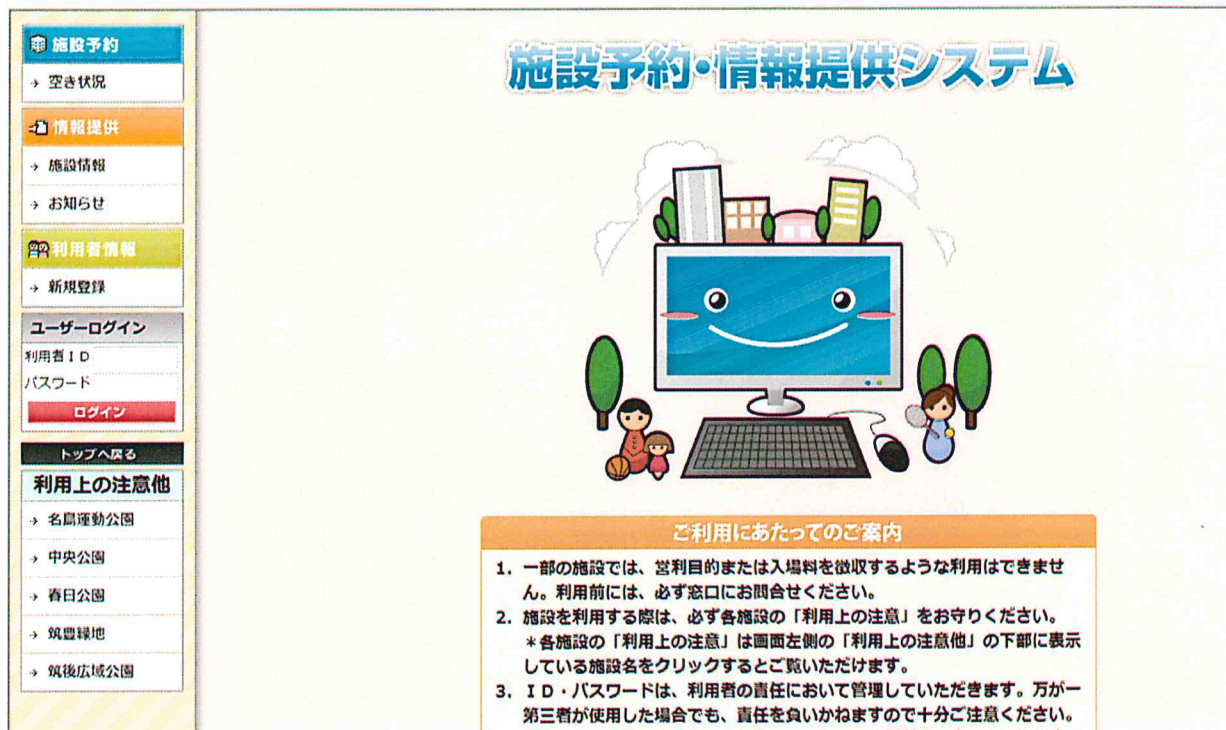 施設予約
→ 空き状況
情報提供
→ 施設情報
→ お知らせ
利用者情報
→ 新規登録
ユーザーログイン
利用者ＩＤ
パスワード
ログイン
トップへ戻る
利用上の注意他
→ 名島運動公園
→ 中央公園
→ 春日公園
→ 筑豊緑地
→ 筑後広域公園
施設予約・情報提供システム
ご利用にあたってのご案内
1. 一部の施設では、営利目的または入場料を徴収するような利用はできませ
ん。利用前には、必ず窓口にお問合せください。
2. 施設を利用する際は、必ず各施設の「利用上の注意」をお守りください。
＊各施設の「利用上の注意」は画面左側の「利用上の注意他」の下部に表示
している施設名をクリックするとご覧いただけます。
3. ＩＤ・パスワードは、利用者の責任において管理していただきます。万が一
第三者が使用した場合でも、責任を負いかねますので十分ご注意ください。